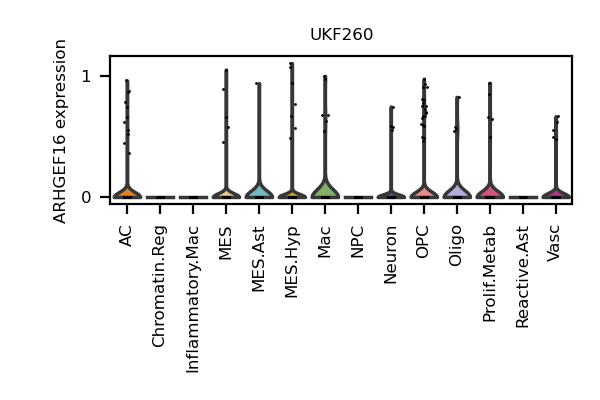 UKF260
ARHGEF16 expression
1
0
AC
Chromatin.Reg
Inflammatory.Mac
MES
MES.Ast
MES.Hyp
Mac
NPC
Neuron
OPC
Oligo
Prolif.Metab
Reactive.Ast
Vasc